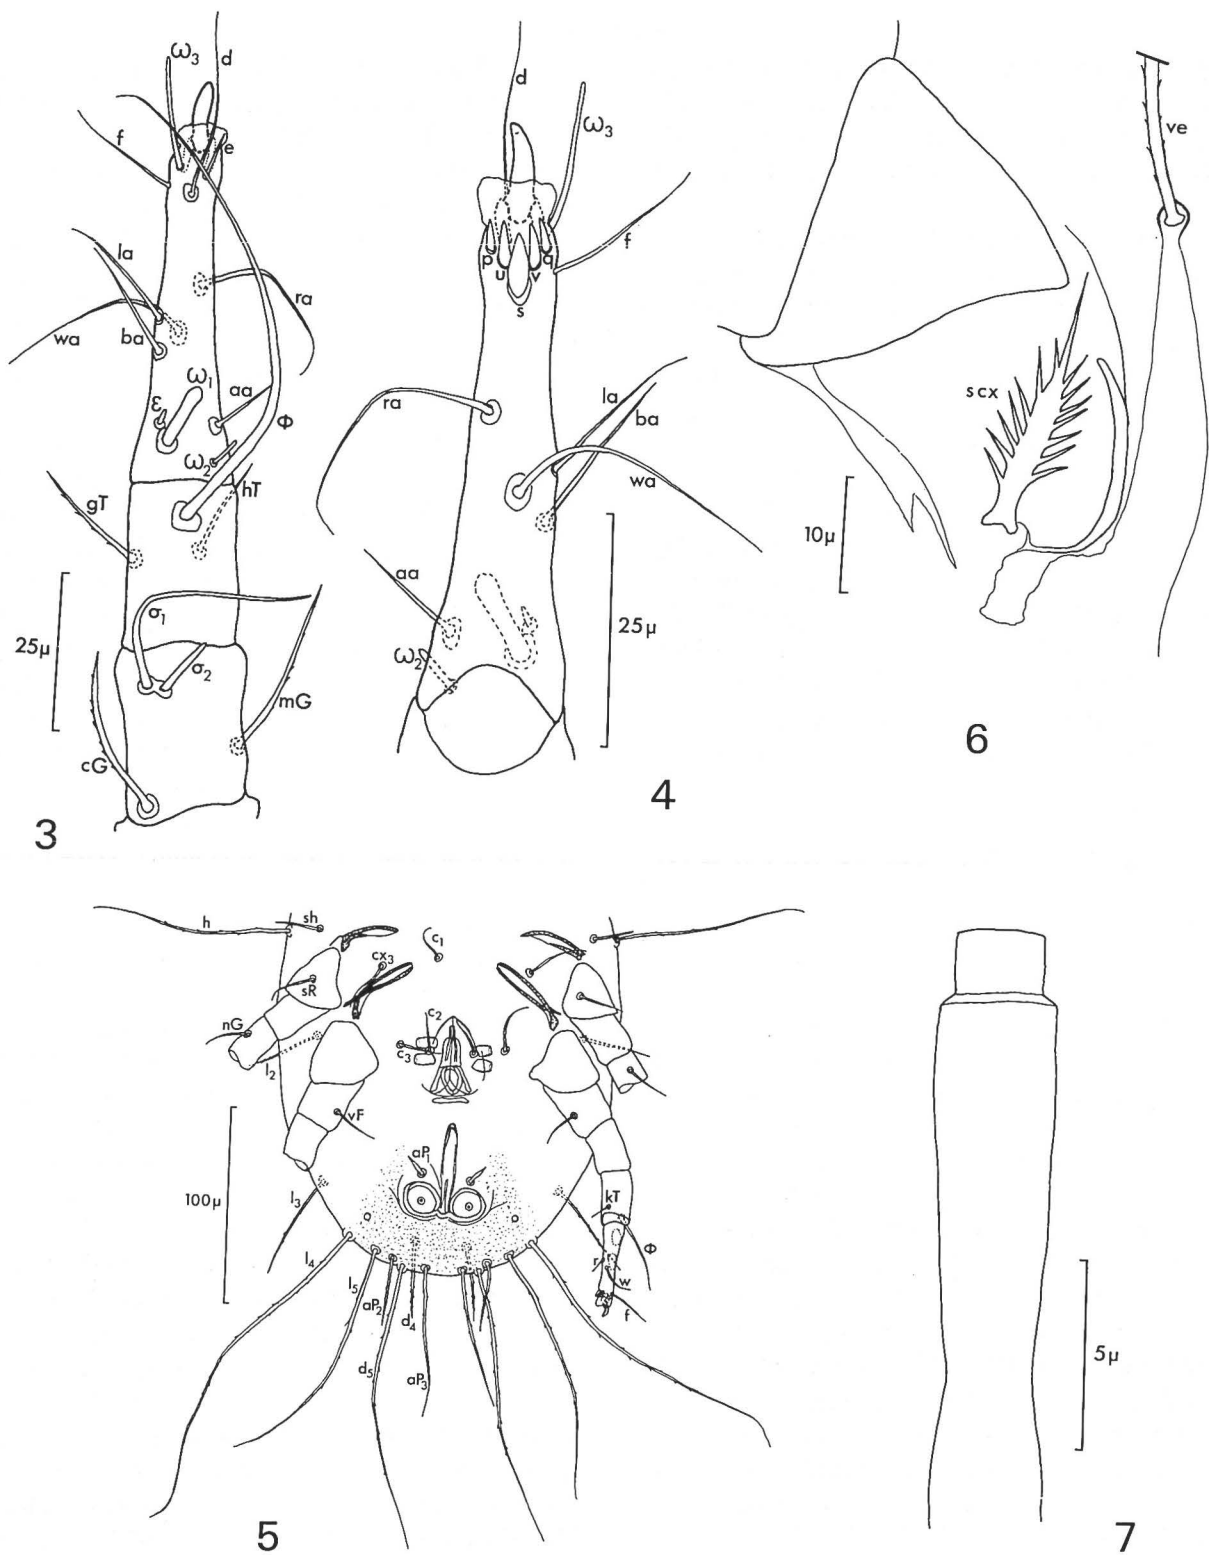 ω3
d
f
e
la
ra
wa
ba
ω1
aa
ε
Φ
ω2
hT
gT
σ1
σ2
25μ
mG
cG
3
d
ω3
f
p
u
v
q
s
ra
la
ba
wa
aa
25μ
ω2
4
ve
scx
10μ
6
h
sh
c1
cx3
sR
nG
c2
c3
l2
vF
100μ
aP1
l3
kT
Φ
r
w
f
l4
l5
aP2
d4
d5
aP3
5
5μ
7